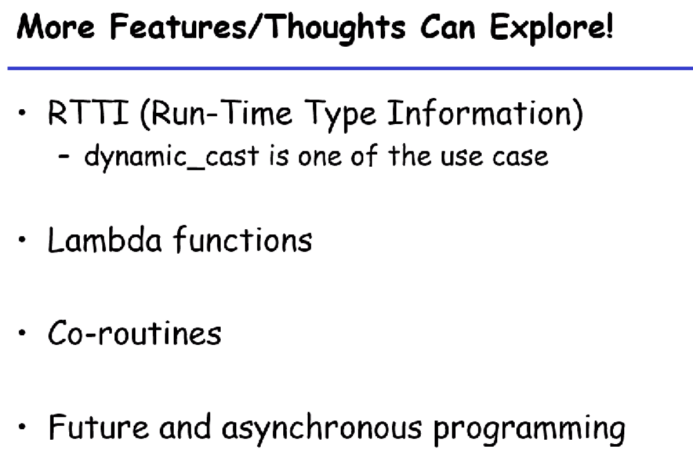 More Features/Thoughts Can Explore!
• RTTI (Run-Time Type Information)
– dynamic_cast is one of the use case
• Lambda functions
• Co-routines
• Future and asynchronous programming